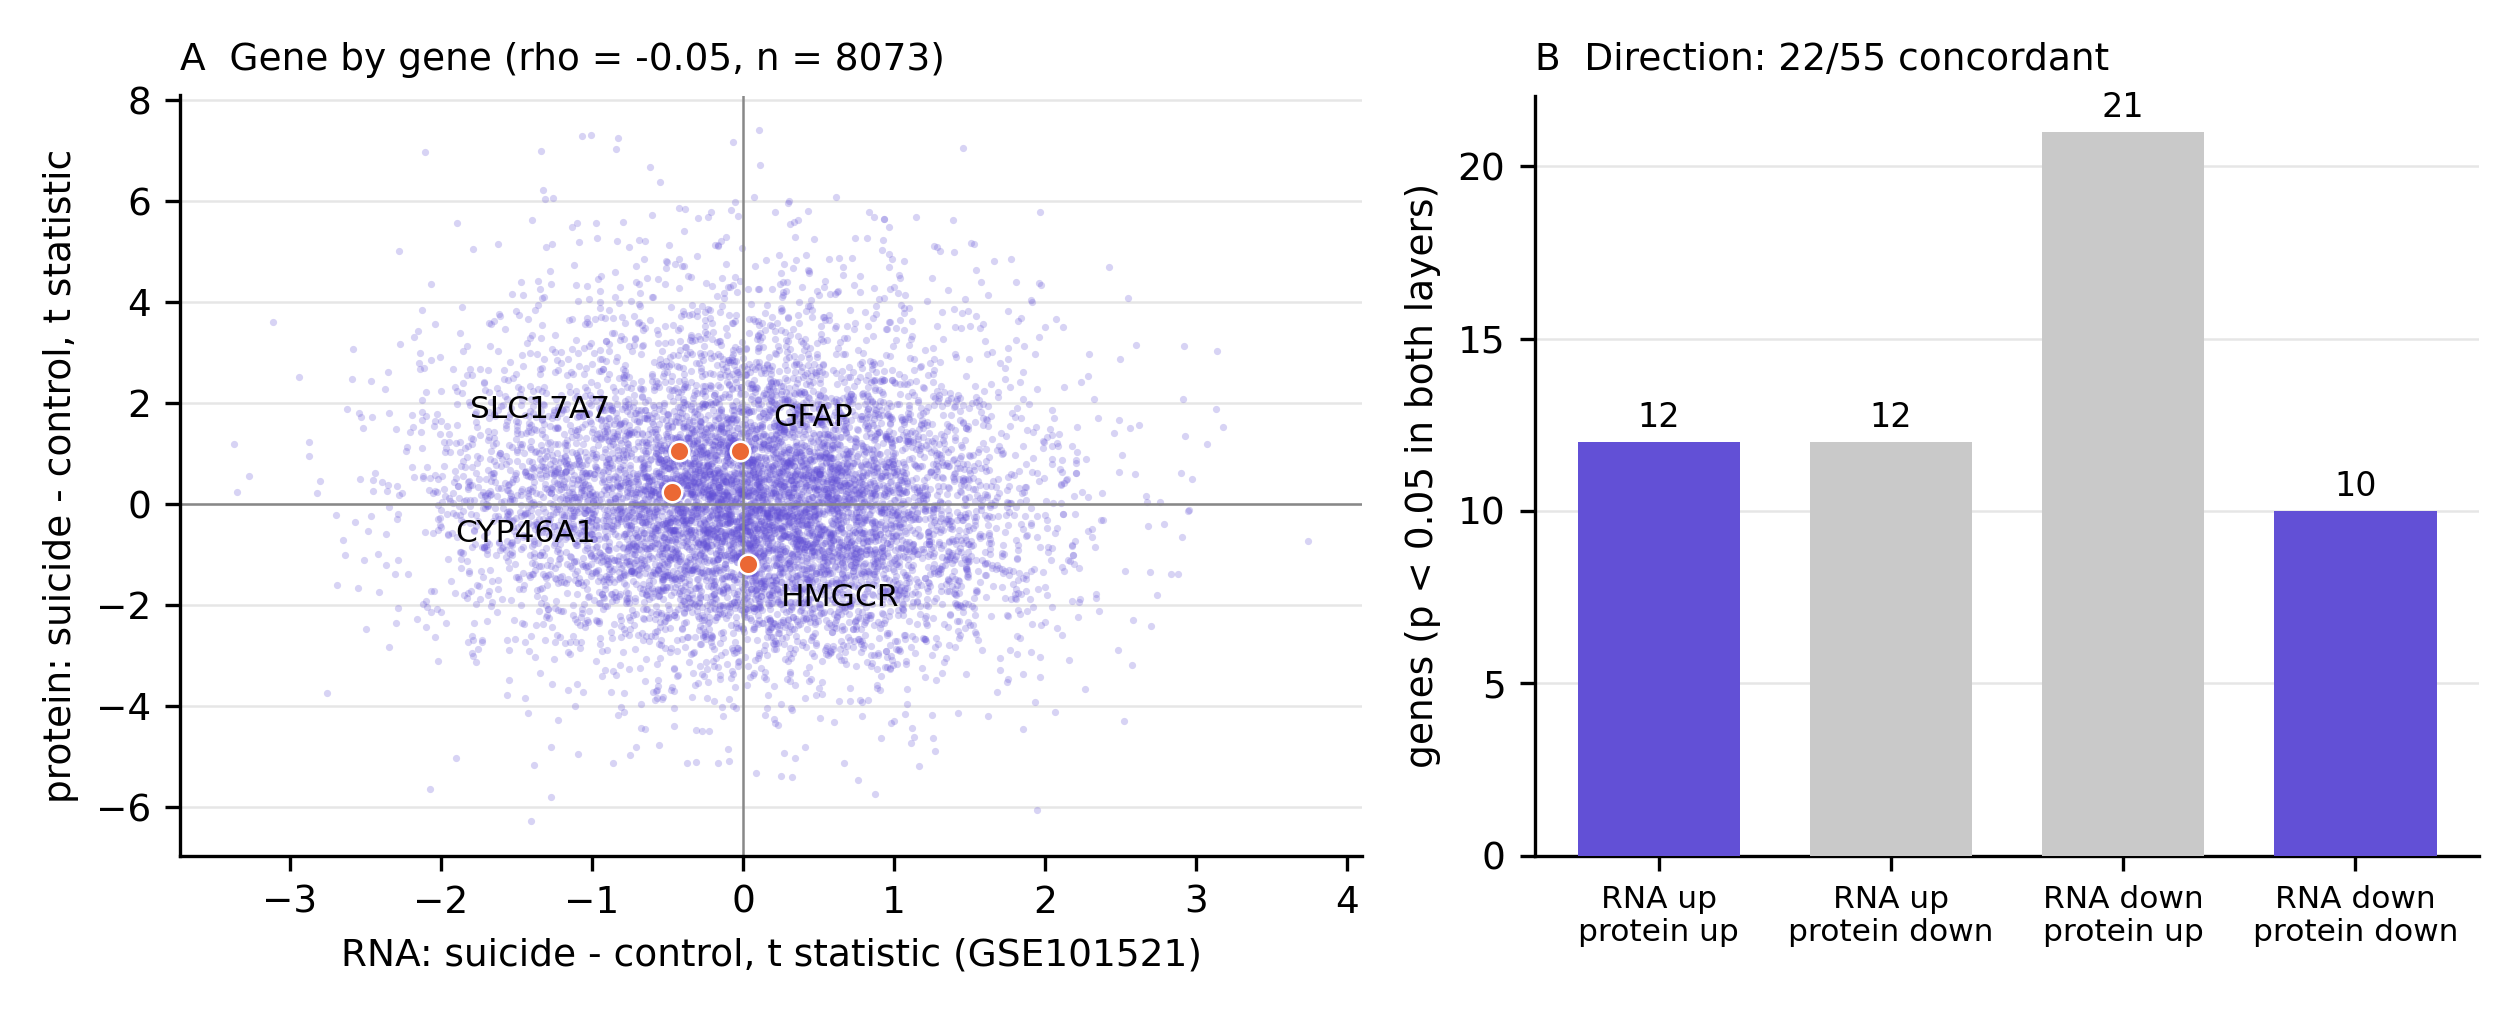 A  Gene by gene (rho = -0.05, n = 8073)
protein: suicide - control, t statistic
8
6
4
2
0
−2
−4
−6
SLC17A7
GFAP
CYP46A1
HMGCR
−3
−2
−1
0
1
2
3
4
RNA: suicide - control, t statistic (GSE101521)
B  Direction: 22/55 concordant
genes (p < 0.05 in both layers)
20
15
10
5
0
12
12
21
10
RNA up
protein up
RNA up
protein down
RNA down
protein up
RNA down
protein down